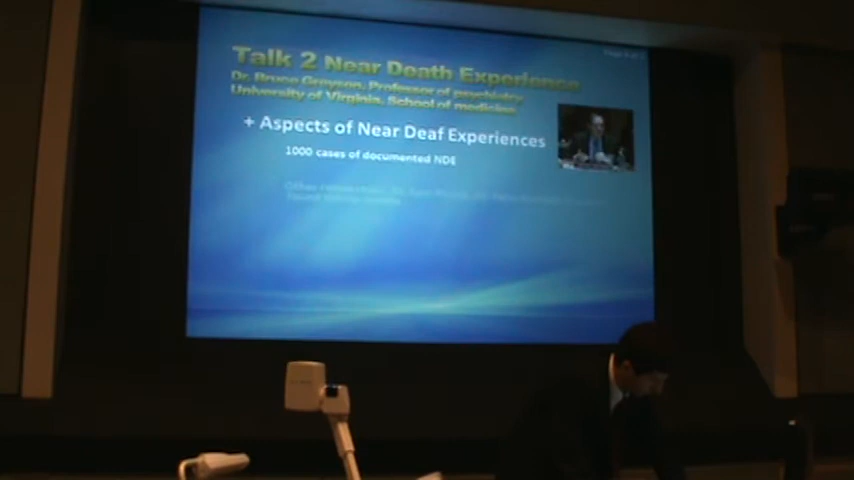 Talk 2 Near Death Experience
Dr. Bruce Greyson, Professor of psychiatry
University of Virginia, School of medicine
+ Aspects of Near Deaf Experiences
1000 cases of documented NDE